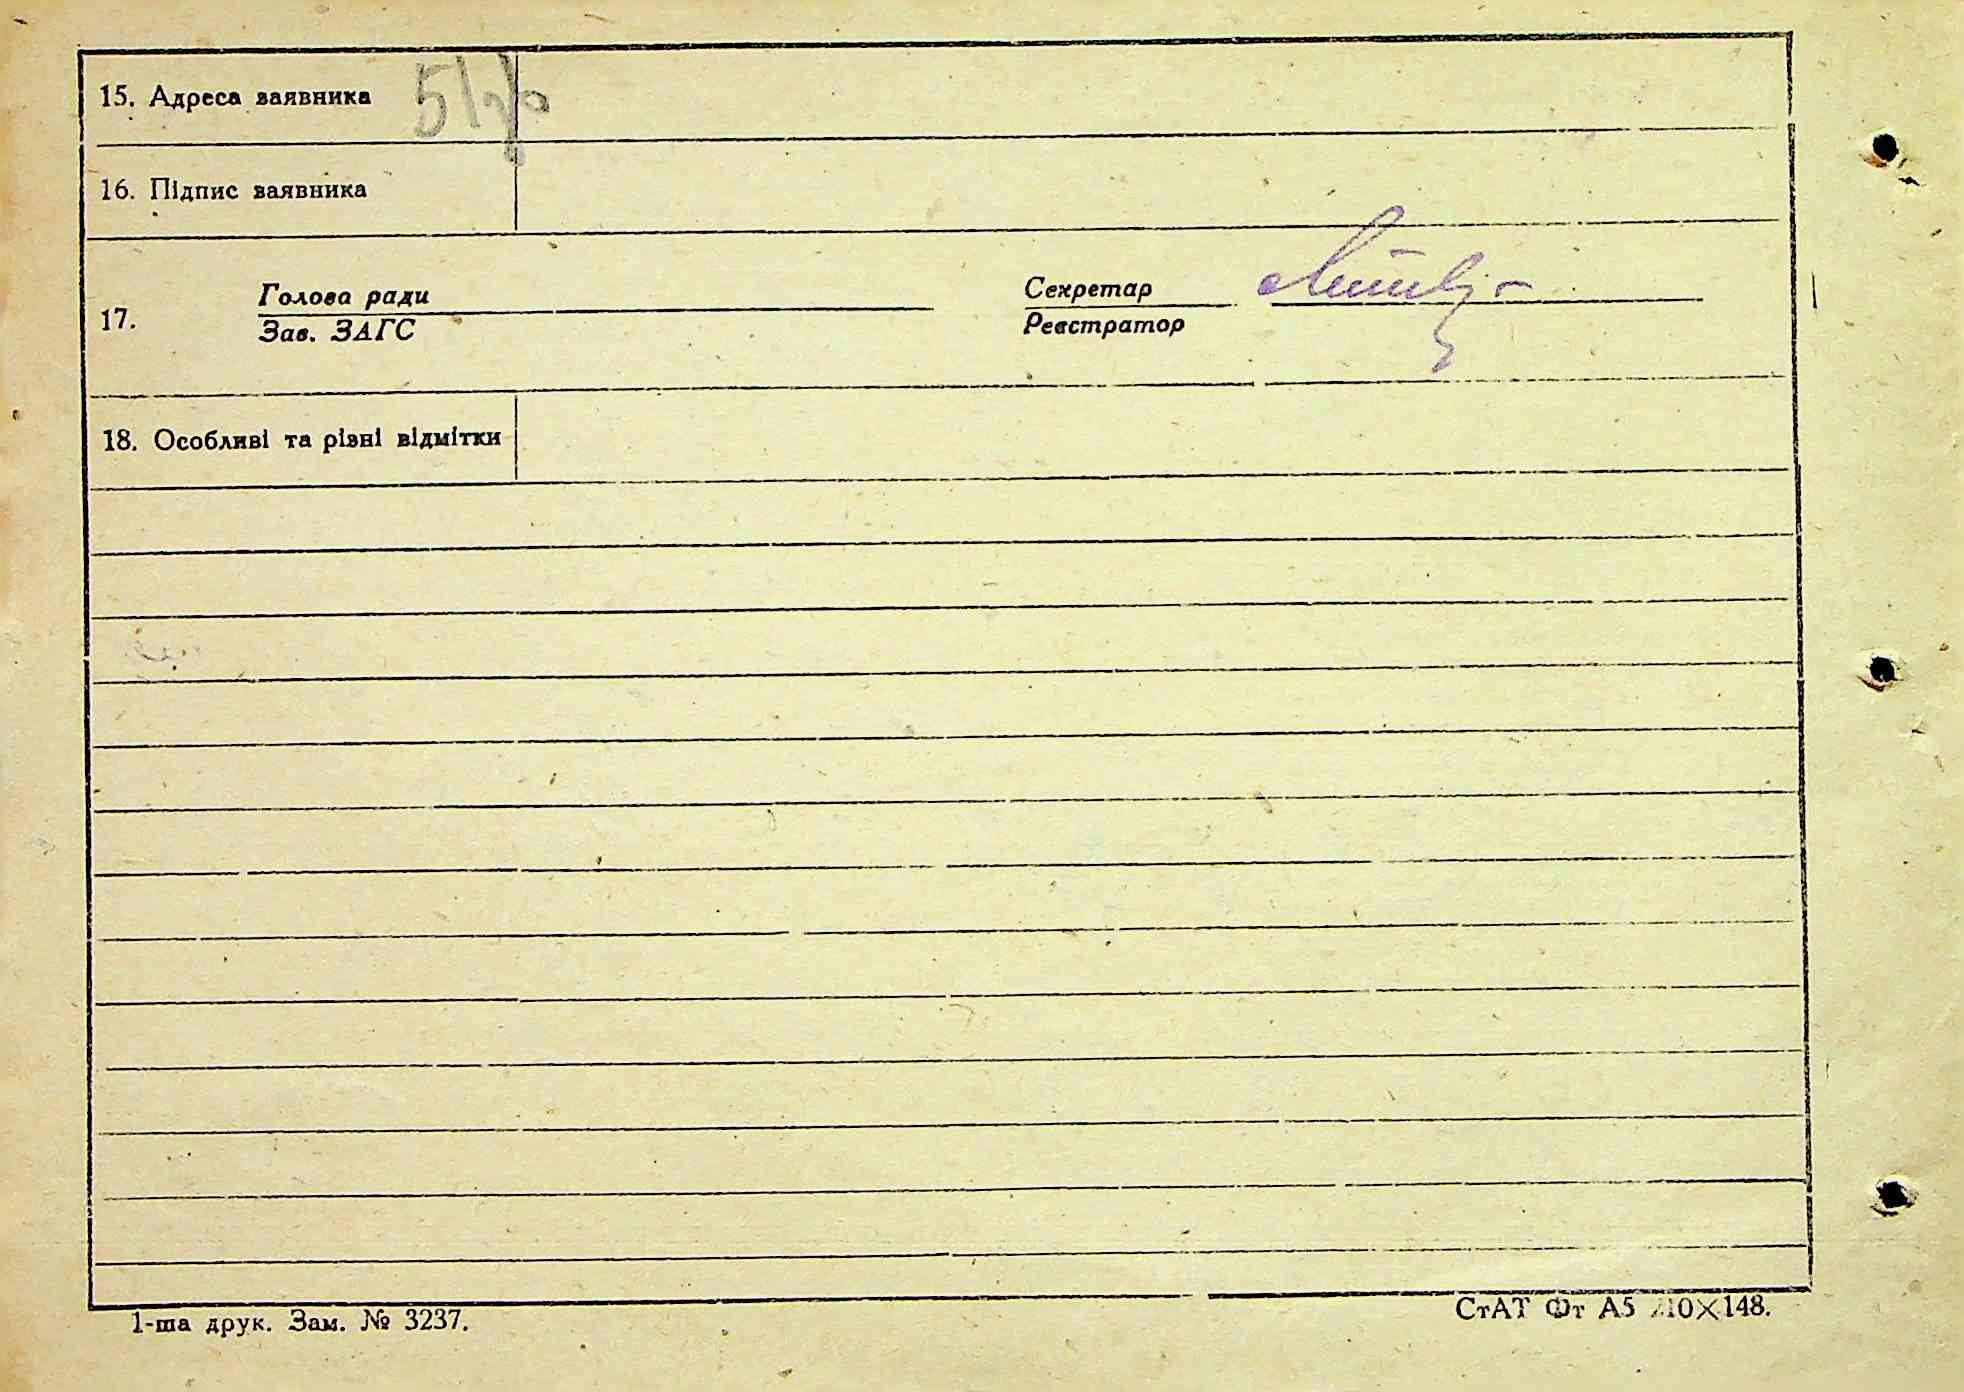 15. Адреса заявника
16. Підпис заявника
17.
Голова ради
Зав. ЗАГС
Секретар
Реєстратор
18. Особливі та різні відмітки
1-ша друк. Зам. № 3237.
СтАТ Фт А5 210×148.